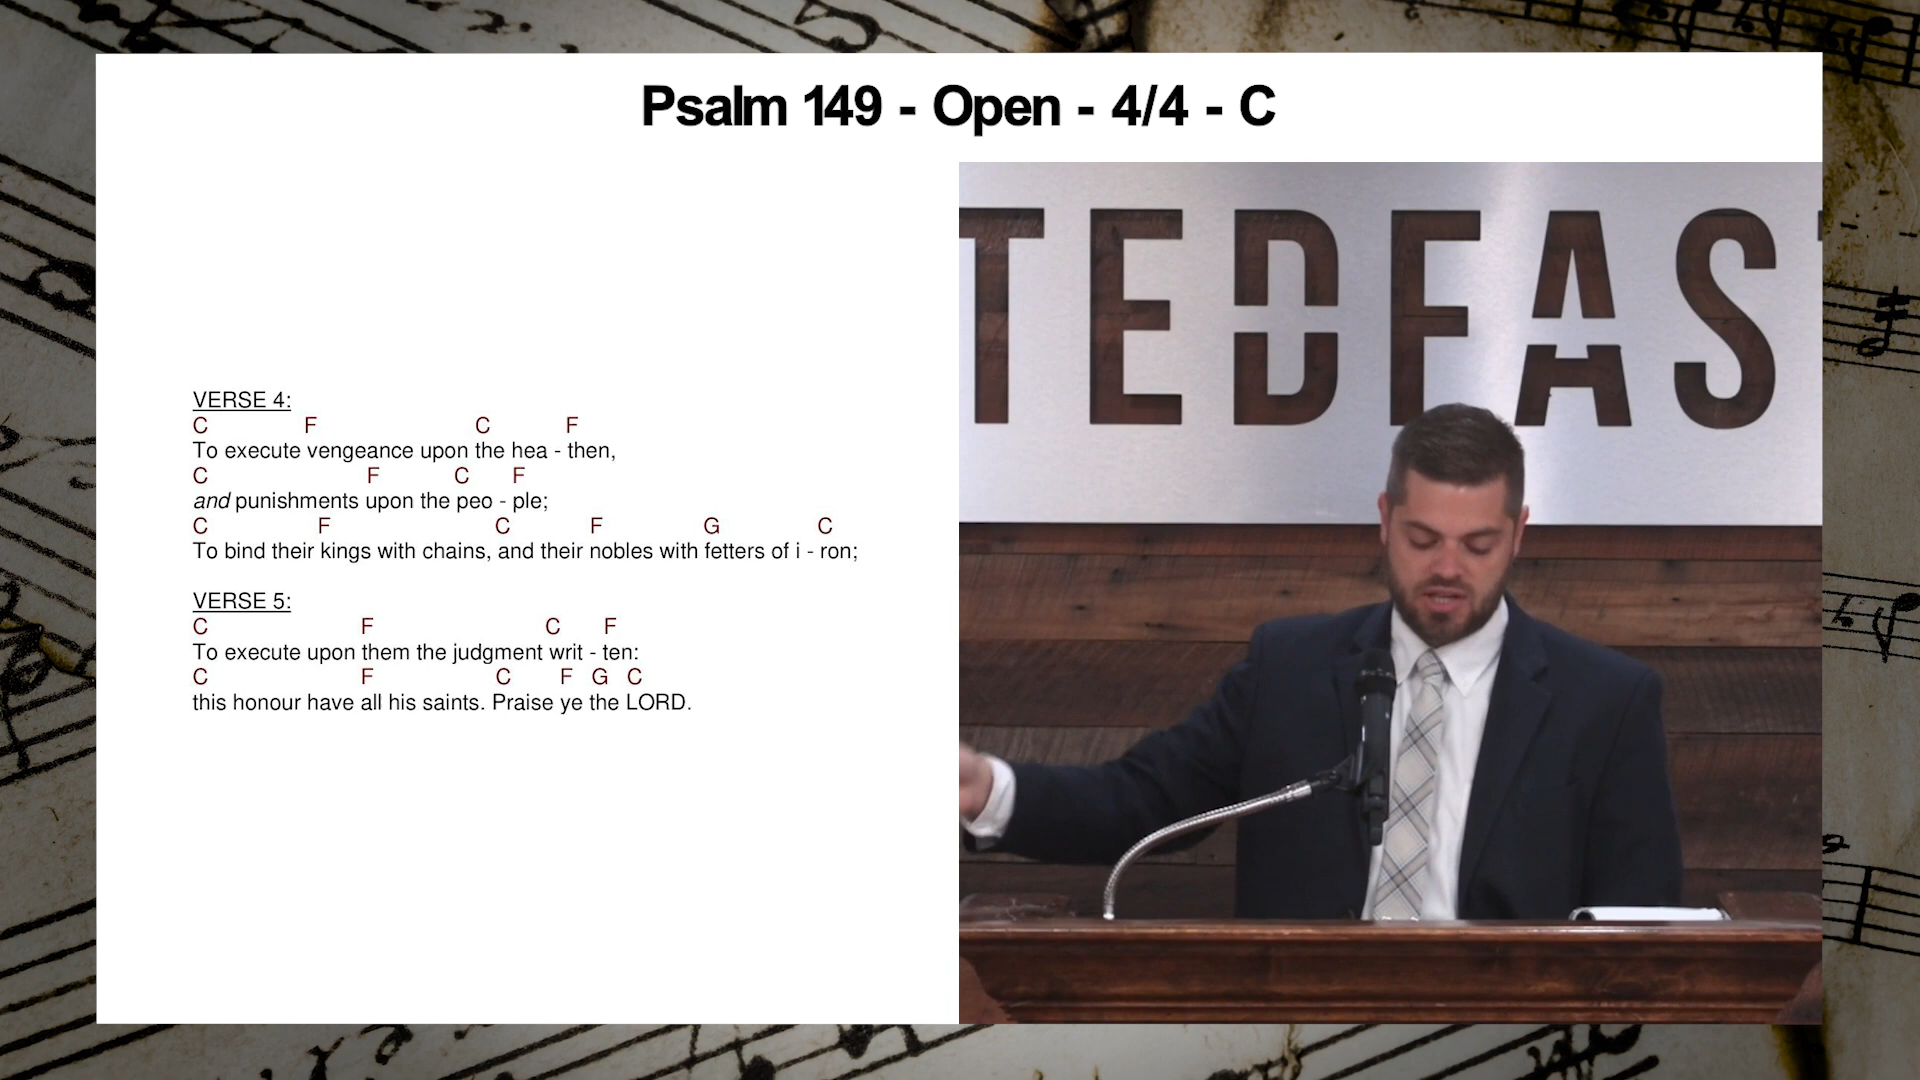 Psalm 149 - Open - 4/4 - C
TEDFAS
VERSE 4:
C F C F
To execute vengeance upon the hea - then,
C F C F
and punishments upon the peo - ple;
C F C F G C
To bind their kings with chains, and their nobles with fetters of i - ron;
VERSE 5:
C F C F
To execute upon them the judgment writ - ten:
C F C F G C
this honour have all his saints. Praise ye the LORD.